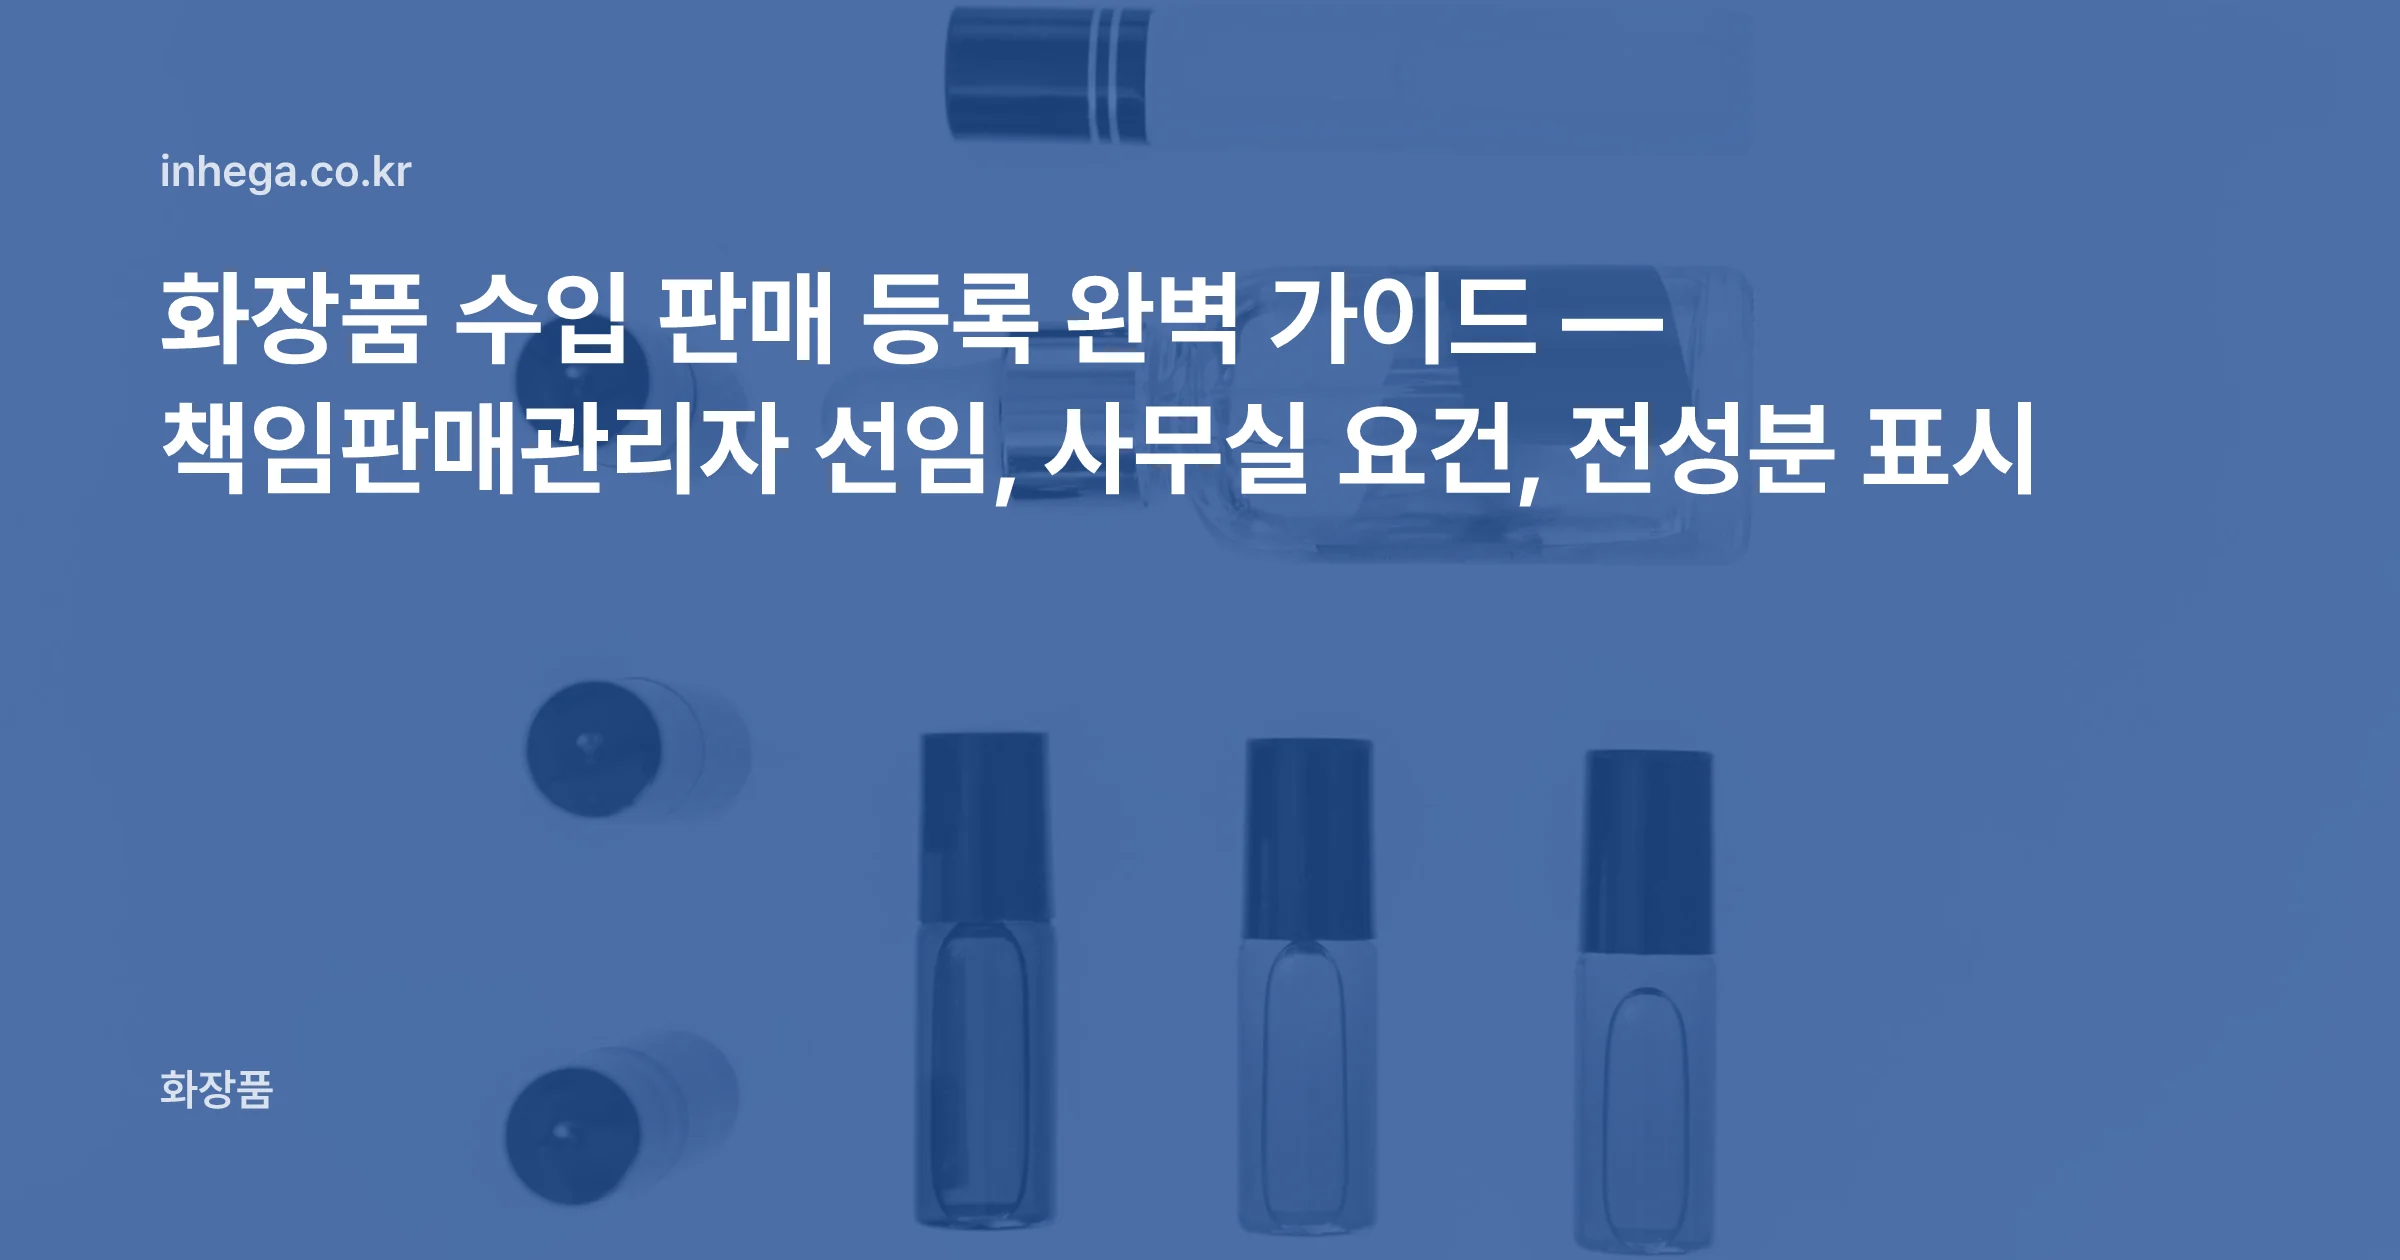 inhega.co.kr
화장품 수입 판매 등록 완벽 가이드 —
책임판매관리자 선임, 사무실 요건, 전성분 표시
화장품